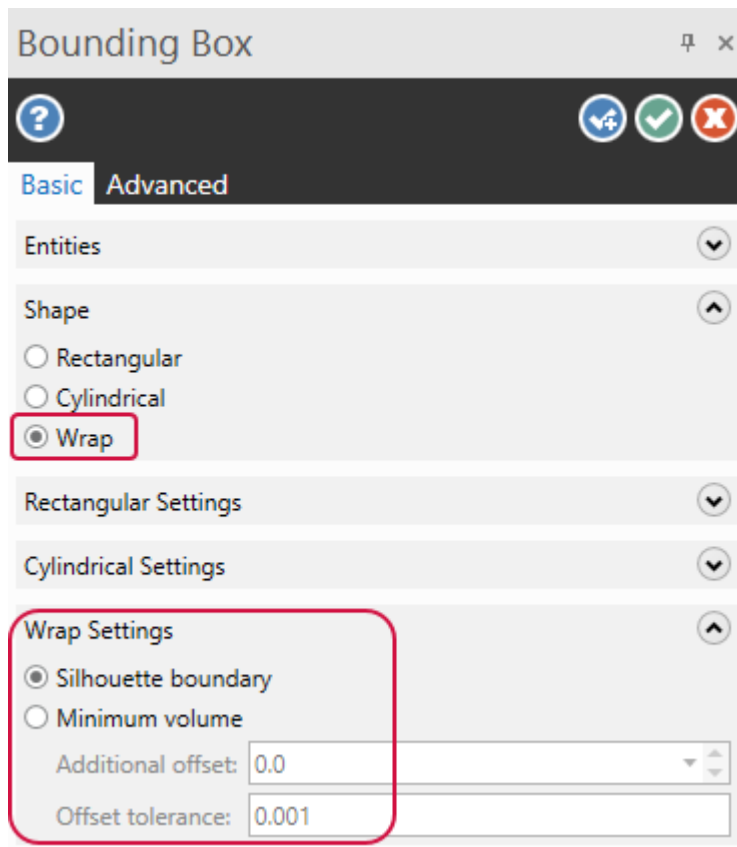 Bounding Box
Basic Advanced
Entities
Shape
Rectangular
Cylindrical
Wrap
Rectangular Settings
Cylindrical Settings
Wrap Settings
Silhouette boundary
Minimum volume
Additional offset: 0.0
Offset tolerance: 0.001